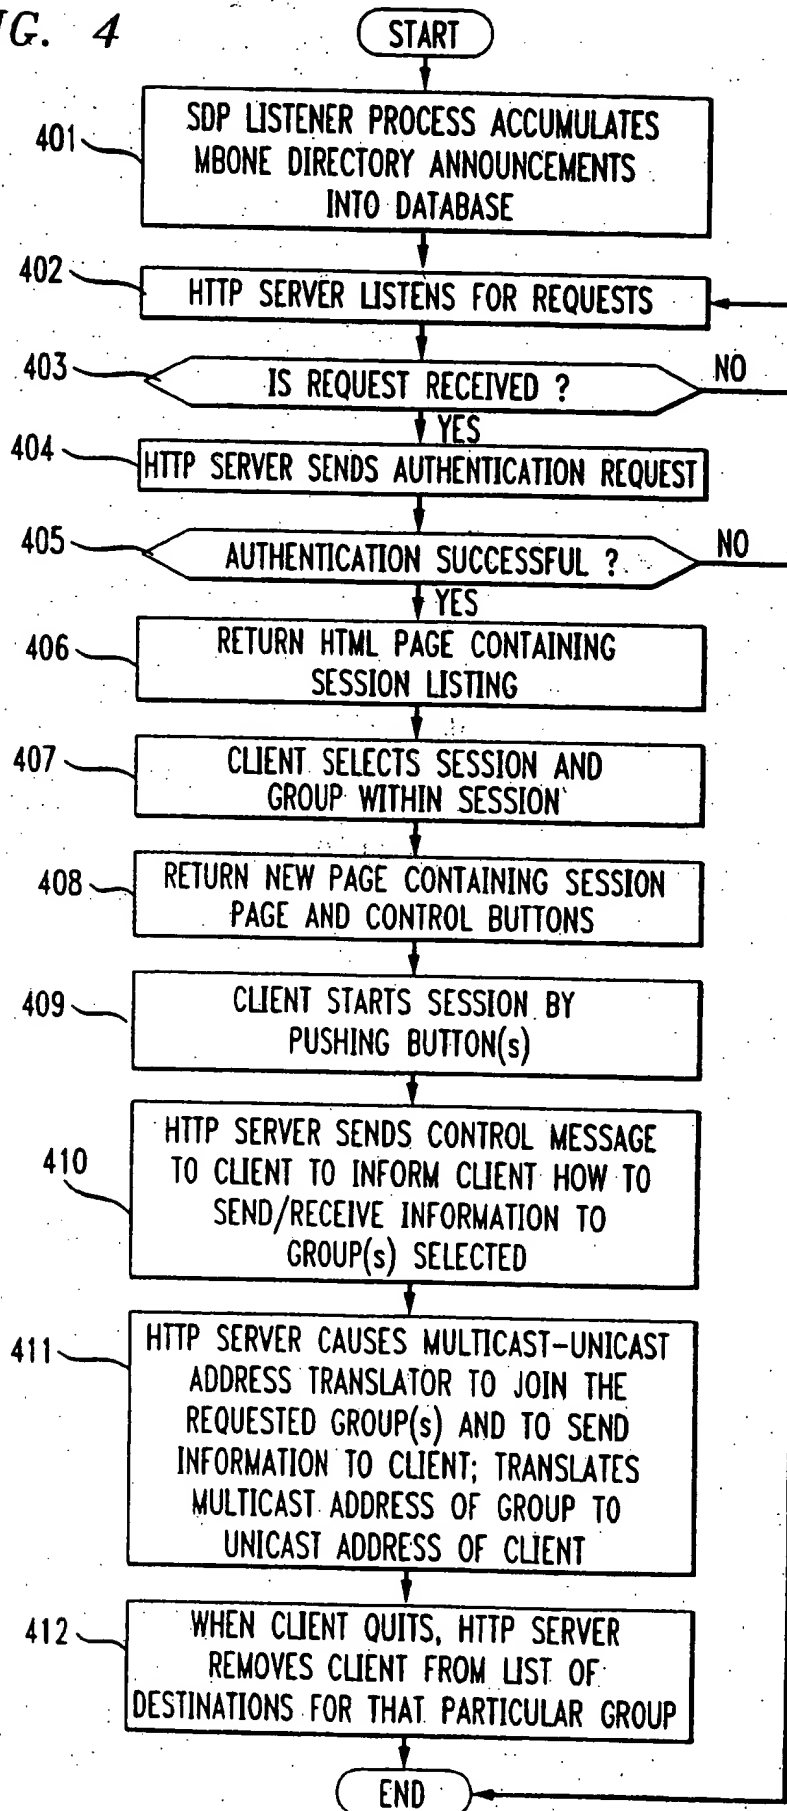 IG. 4
START
401
SDP LISTENER PROCESS ACCUMULATES
MBONE DIRECTORY ANNOUNCEMENTS
INTO DATABASE
402
HTTP SERVER LISTENS FOR REQUESTS
403
IS REQUEST RECEIVED ?
NO
YES
404
HTTP SERVER SENDS AUTHENTICATION REQUEST
405
AUTHENTICATION SUCCESSFUL ?
NO
YES
406
RETURN HTML PAGE CONTAINING
SESSION LISTING
407
CLIENT SELECTS SESSION AND
GROUP WITHIN SESSION
408
RETURN NEW PAGE CONTAINING SESSION
PAGE AND CONTROL BUTTONS
409
CLIENT STARTS SESSION BY
PUSHING BUTTON(s)
410
HTTP SERVER SENDS CONTROL MESSAGE
TO CLIENT TO INFORM CLIENT HOW TO
SEND/RECEIVE INFORMATION TO
GROUP(s) SELECTED
411
HTTP SERVER CAUSES MULTICAST-UNICAST
ADDRESS TRANSLATOR TO JOIN THE
REQUESTED GROUP(s) AND TO SEND
INFORMATION TO CLIENT; TRANSLATES
MULTICAST ADDRESS OF GROUP TO
UNICAST ADDRESS OF CLIENT
412
WHEN CLIENT QUITS, HTTP SERVER
REMOVES CLIENT FROM LIST OF
DESTINATIONS FOR THAT PARTICULAR GROUP
END